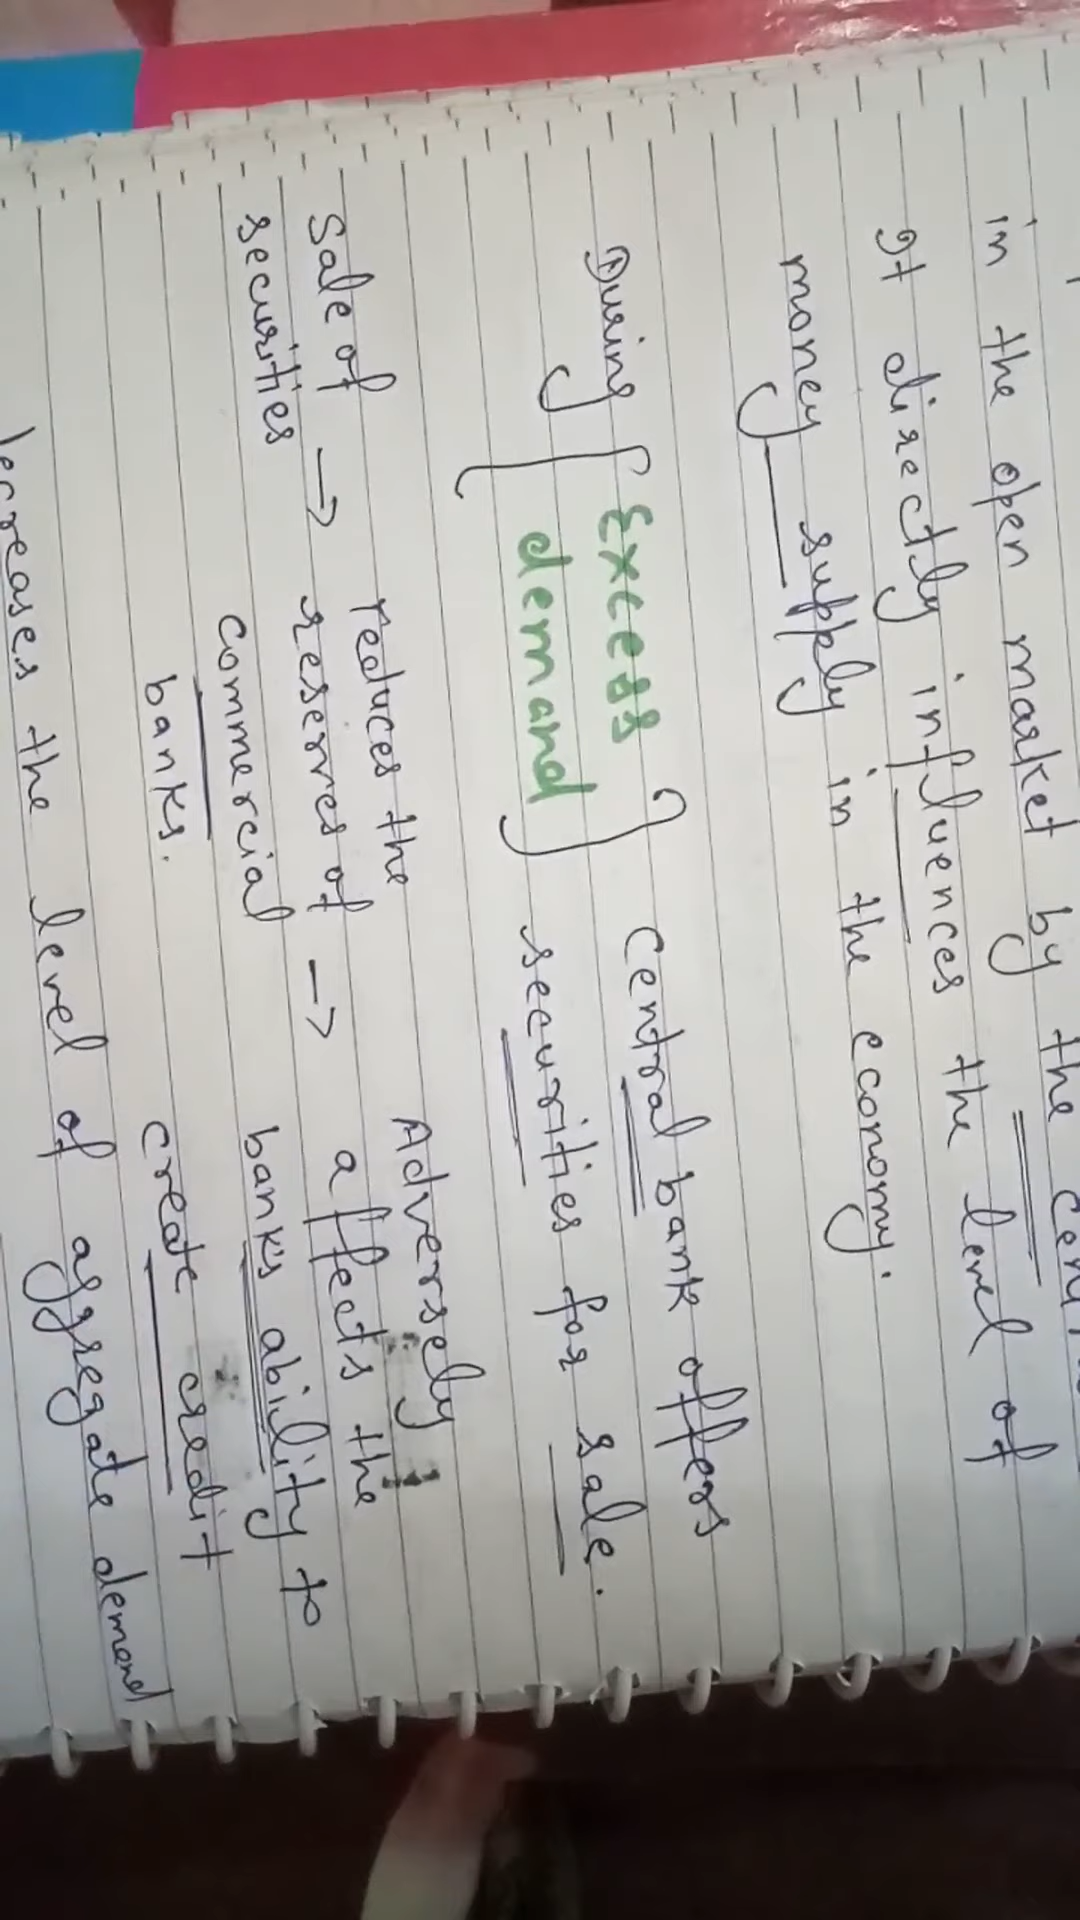 in the open market by the
It directly influences the level of
money supply in the economy.
During { Excess demand } Central bank offers
securities for sale.
Sale of securities → reduces the reserves of Commercial banks. → Adversely affects the banks ability to create credit
the level of aggregate demand